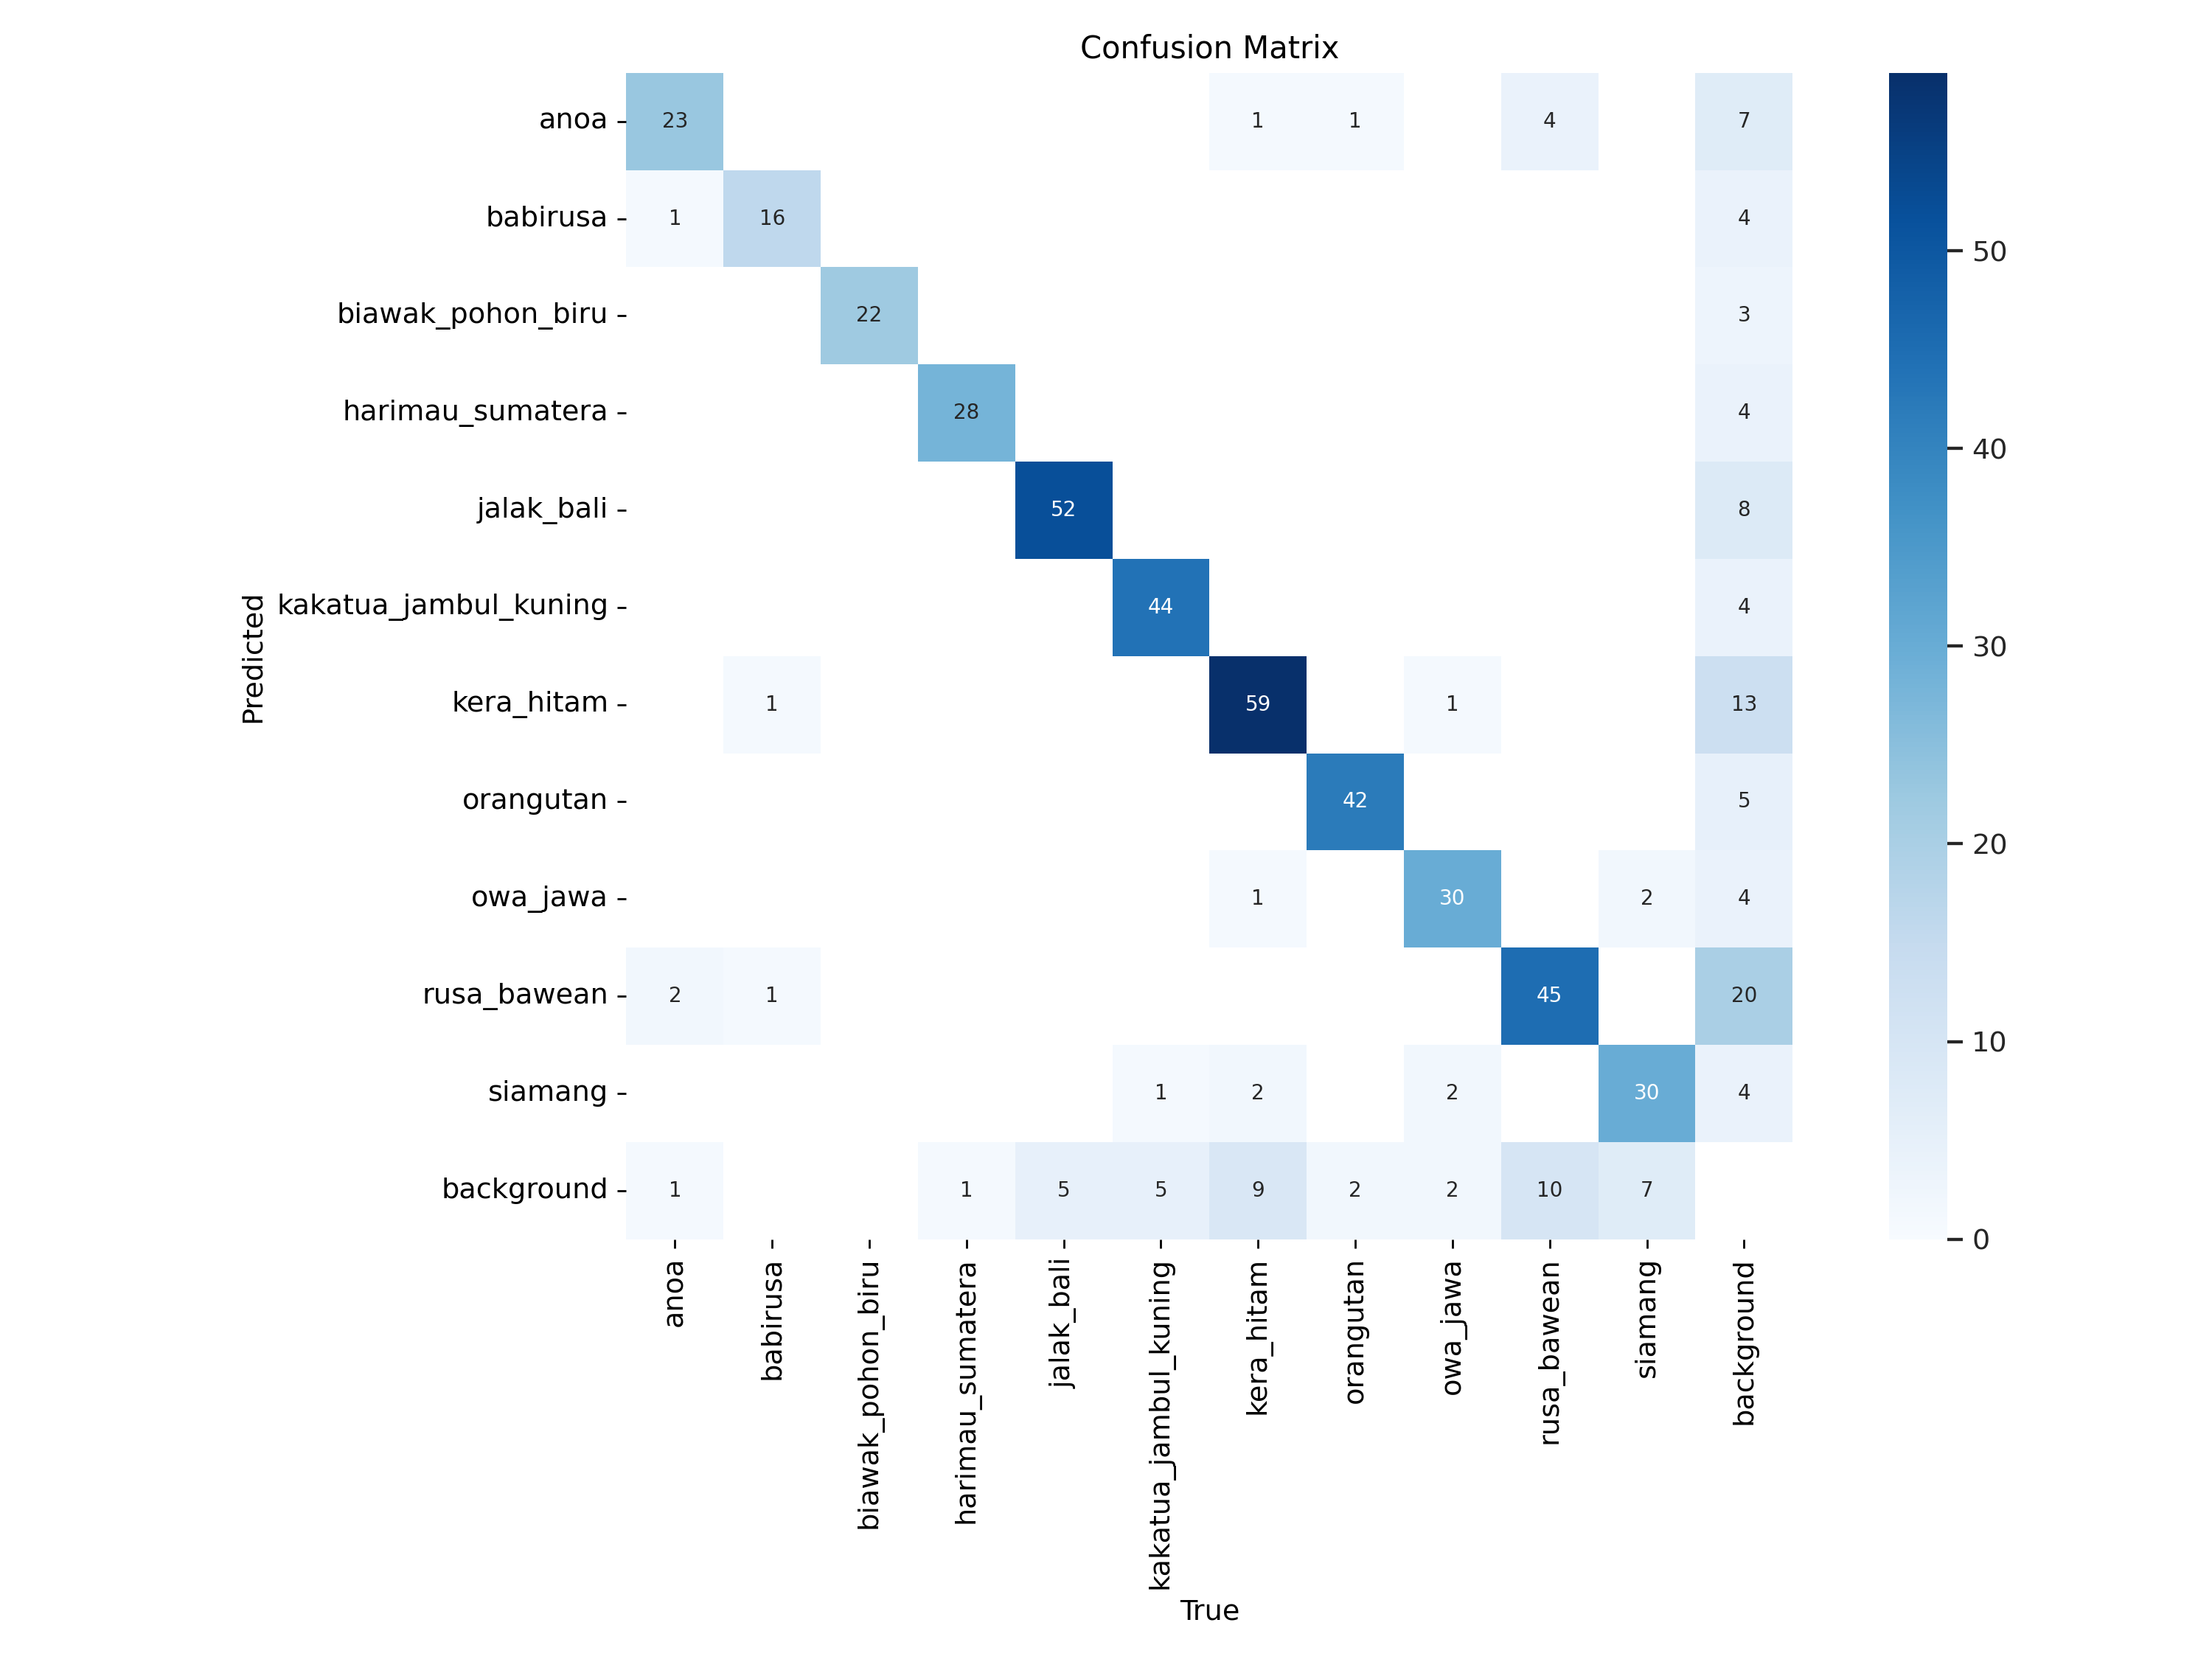 Confusion Matrix
Predicted
anoa 23 1 1 4 7
babirusa 1 16 4
biawak_pohon_biru 22 3
harimau_sumatera 28 4
jalak_bali 52 8
kakatua_jambul_kuning 44 4
kera_hitam 1 59 1 13
orangutan 42 5
owa_jawa 1 30 2 4
rusa_bawean 2 1 45 20
siamang 1 2 2 30 4
background 1 1 5 5 9 2 2 10 7
anoa
babirusa
biawak_pohon_biru
harimau_sumatera
jalak_bali
kakatua_jambul_kuning
kera_hitam
orangutan
owa_jawa
rusa_bawean
siamang
background
True
50
40
30
20
10
0